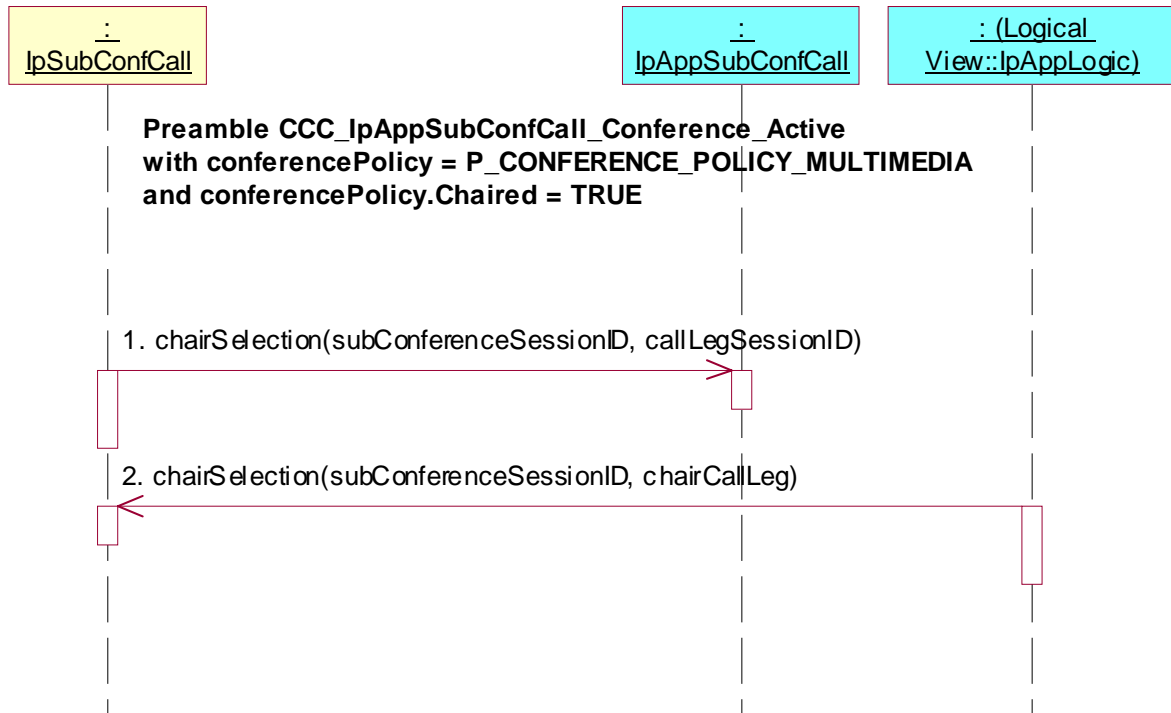 :
IpSubConfCall
:
IpAppSubConfCall
: (Logical
View::IpAppLogic)
Preamble CCC_IpAppSubConfCall_Conference_Active
with conferencePolicy = P_CONFERENCE_POLICY_MULTIMEDIA
and conferencePolicy.Chaired = TRUE
1. chairSelection(subConferenceSessionID, callLegSessionID)
2. chairSelection(subConferenceSessionID, chairCallLeg)